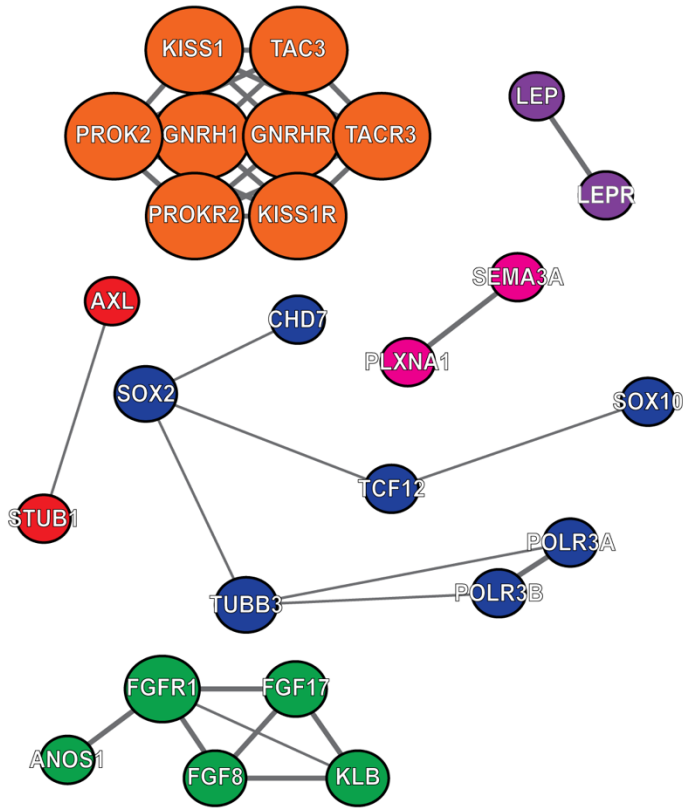 KISS1
TAC3
PROK2
GNRH1
GNRHR
TACR3
PROKR2
KISS1R
LEP
LEPR
AXL
STUB1
SEMA3A
PLXNA1
CHD7
SOX2
SOX10
TCF12
POLR3A
POLR3B
TUBB3
FGFR1
FGF17
ANOS1
FGF8
KLB